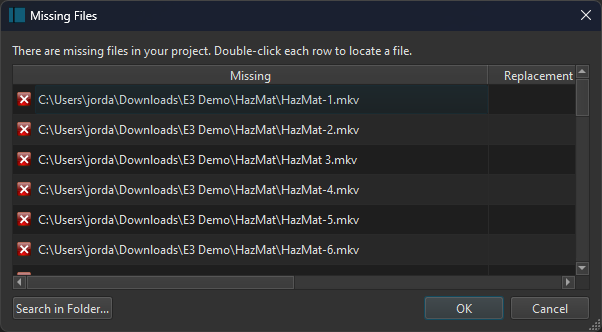 Missing Files
There are missing files in your project. Double-click each row to locate a file.
Missing Replacement
C:\Users\jorda\Downloads\E3 Demo\HazMat\HazMat-1.mkv
C:\Users\jorda\Downloads\E3 Demo\HazMat\HazMat-2.mkv
C:\Users\jorda\Downloads\E3 Demo\HazMat\HazMat 3.mkv
C:\Users\jorda\Downloads\E3 Demo\HazMat\HazMat-4.mkv
C:\Users\jorda\Downloads\E3 Demo\HazMat\HazMat-5.mkv
C:\Users\jorda\Downloads\E3 Demo\HazMat\HazMat-6.mkv
Search in Folder... OK Cancel